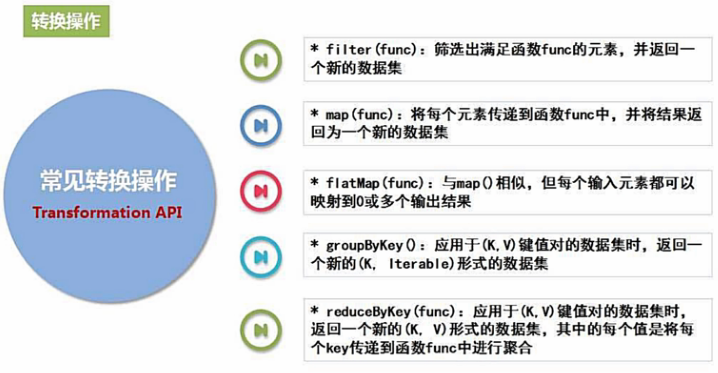 转换操作
常见转换操作
Transformation API
* filter(func): 筛选出满足函数func的元素, 并返回一
个新的数据集
* map(func): 将每个元素传递到函数func中, 并将结果返
回为一个新的数据集
* flatMap(func): 与map()相似, 但每个输入元素都可以
映射到0或多个输出结果
* groupByKey(): 应用于(K,V)键值对的数据集时, 返回一
个新的(K, Iterable)形式的数据集
* reduceByKey(func): 应用于(K,V)键值对的数据集时,
返回一个新的(K, V)形式的数据集, 其中的每个值是将每
个key传递到函数func中进行聚合